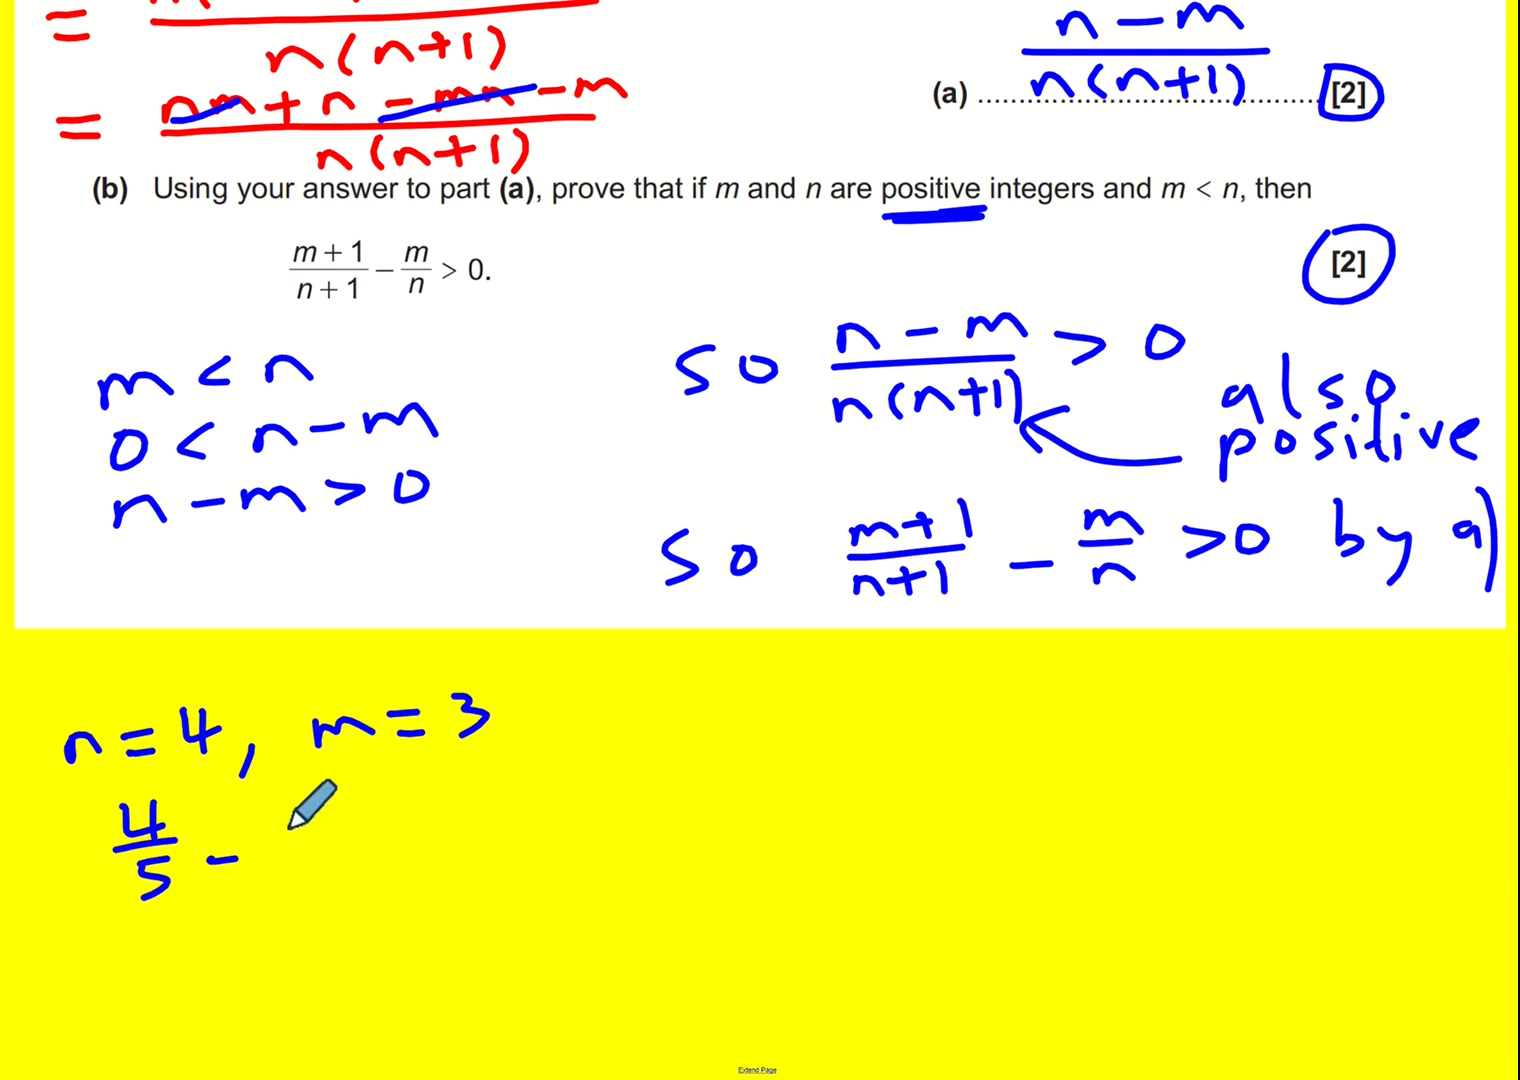 = n(n+1)
= nm + n - mn - m / n(n+1)
n - m / n(n+1)
(a) ........................................ [2]
(b) Using your answer to part (a), prove that if m and n are positive integers and m < n, then
m + 1 / n + 1 − m / n > 0.
[2]
m < n
0 < n - m
n - m > 0
so n - m / n(n+1) > 0
also
positive
so m+1 / n+1 - m / n >0 by a)
n = 4, m = 3
4 / 5 -
Extend Page